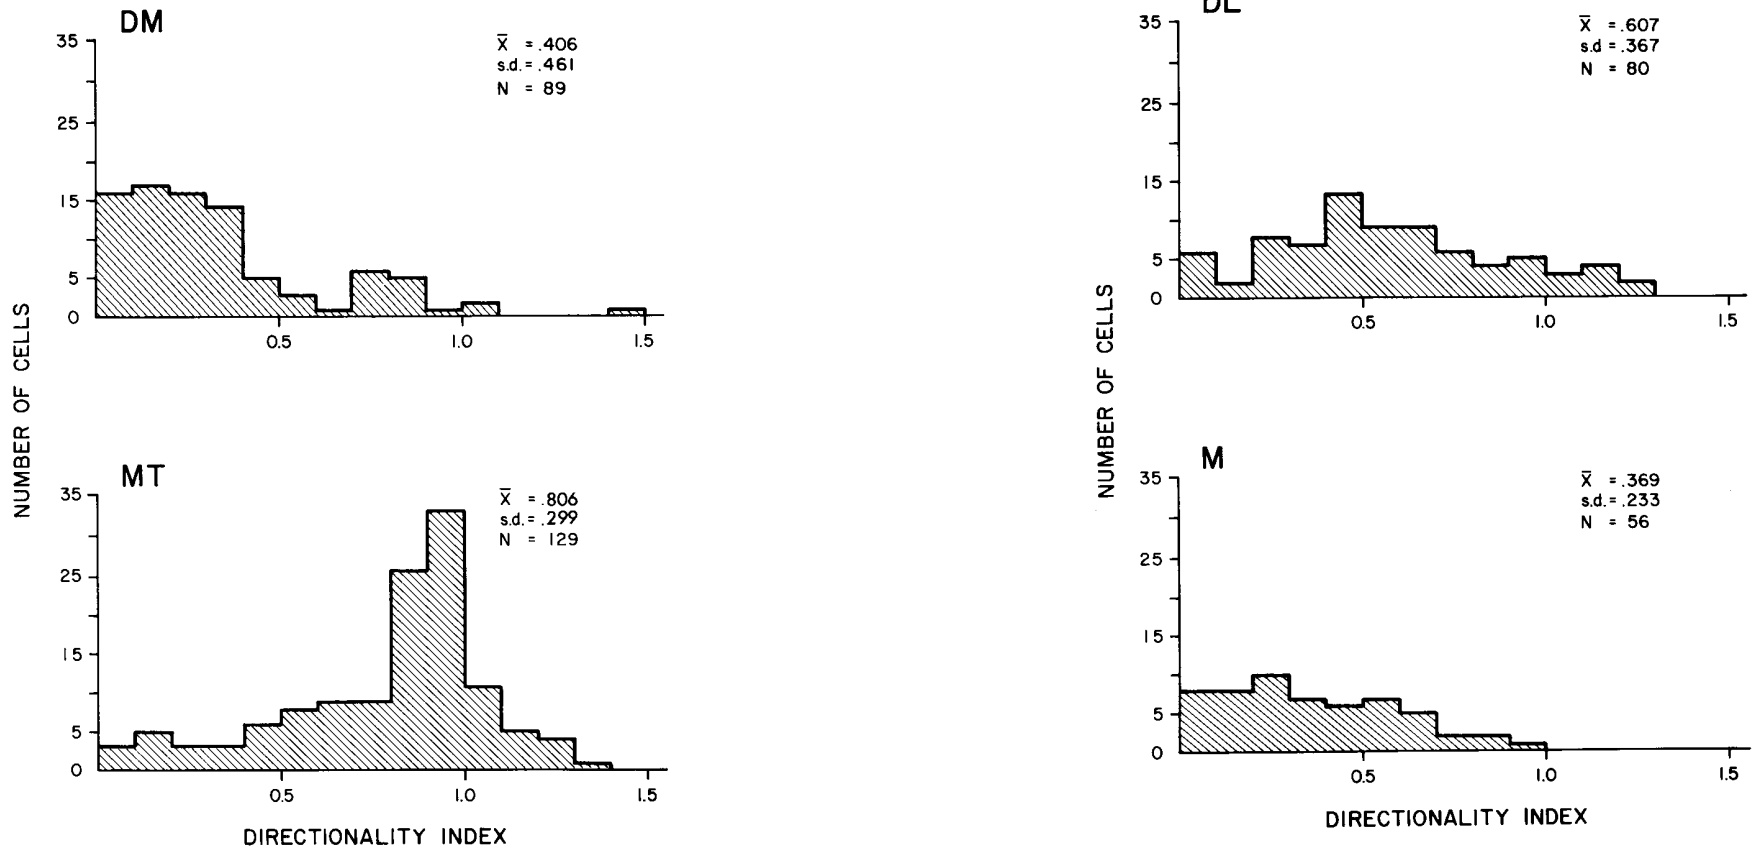 DM
X̄ = .406
s.d. = .461
N = 89
35
25
15
5
0
0.5
1.0
1.5
NUMBER OF CELLS
MT
X̄ = .806
s.d. = .299
N = 129
35
25
15
5
0
0.5
1.0
1.5
DIRECTIONALITY INDEX
DL
X̄ = .607
s.d = .367
N = 80
35
25
15
5
0
0.5
1.0
1.5
NUMBER OF CELLS
M
X̄ = .369
s.d. = .233
N = 56
35
25
15
5
0
0.5
1.0
1.5
DIRECTIONALITY INDEX